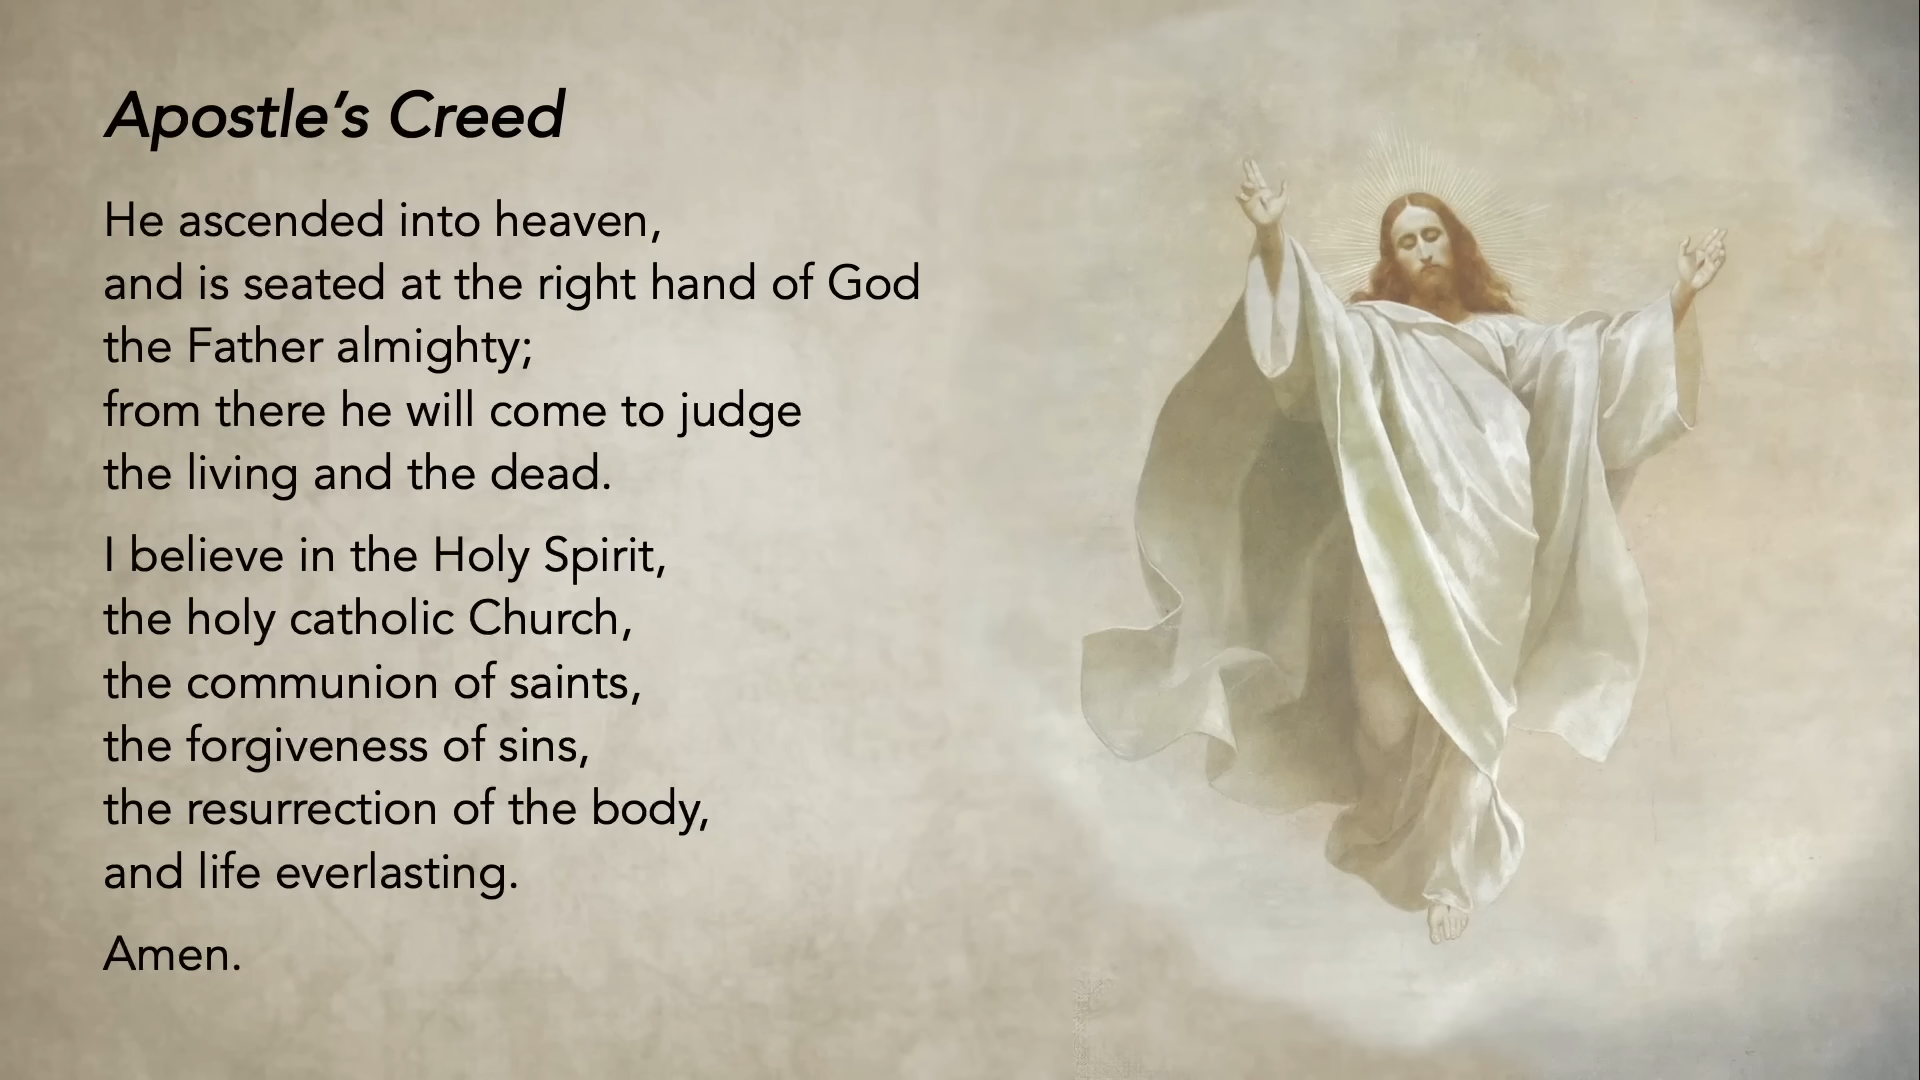 Apostle’s Creed
He ascended into heaven,
and is seated at the right hand of God
the Father almighty;
from there he will come to judge
the living and the dead.
I believe in the Holy Spirit,
the holy catholic Church,
the communion of saints,
the forgiveness of sins,
the resurrection of the body,
and life everlasting.
Amen.